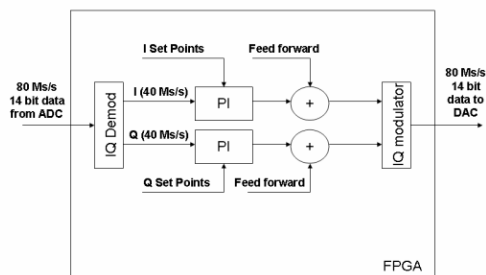 80 Ms/s
14 bit data
from ADC
IQ Demod
I Set Points
Feed forward
I (40 Ms/s)
PI
+
Q (40 Ms/s)
PI
+
Q Set Points
Feed forward
IQ modulator
80 Ms/s
14 bit
data to
DAC
FPGA